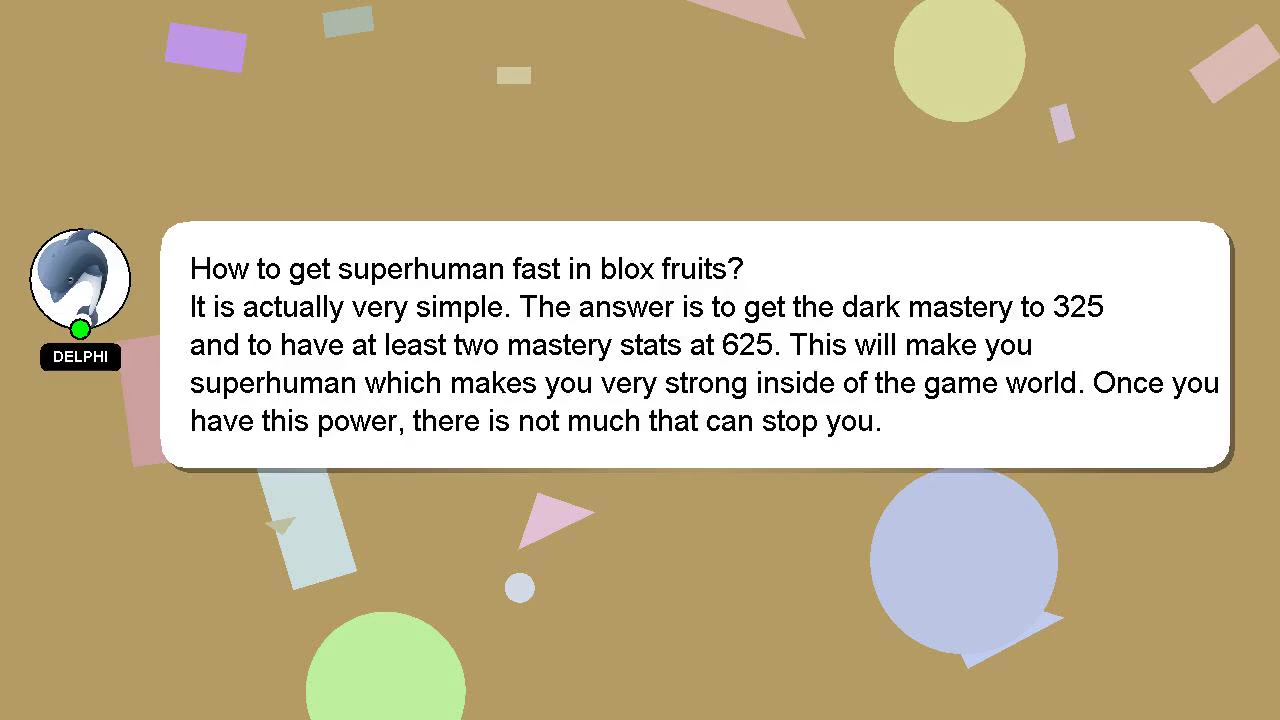 How to get superhuman fast in blox fruits?
It is actually very simple. The answer is to get the dark mastery to 325
and to have at least two mastery stats at 625. This will make you
superhuman which makes you very strong inside of the game world. Once you
have this power, there is not much that can stop you.
DELPHI